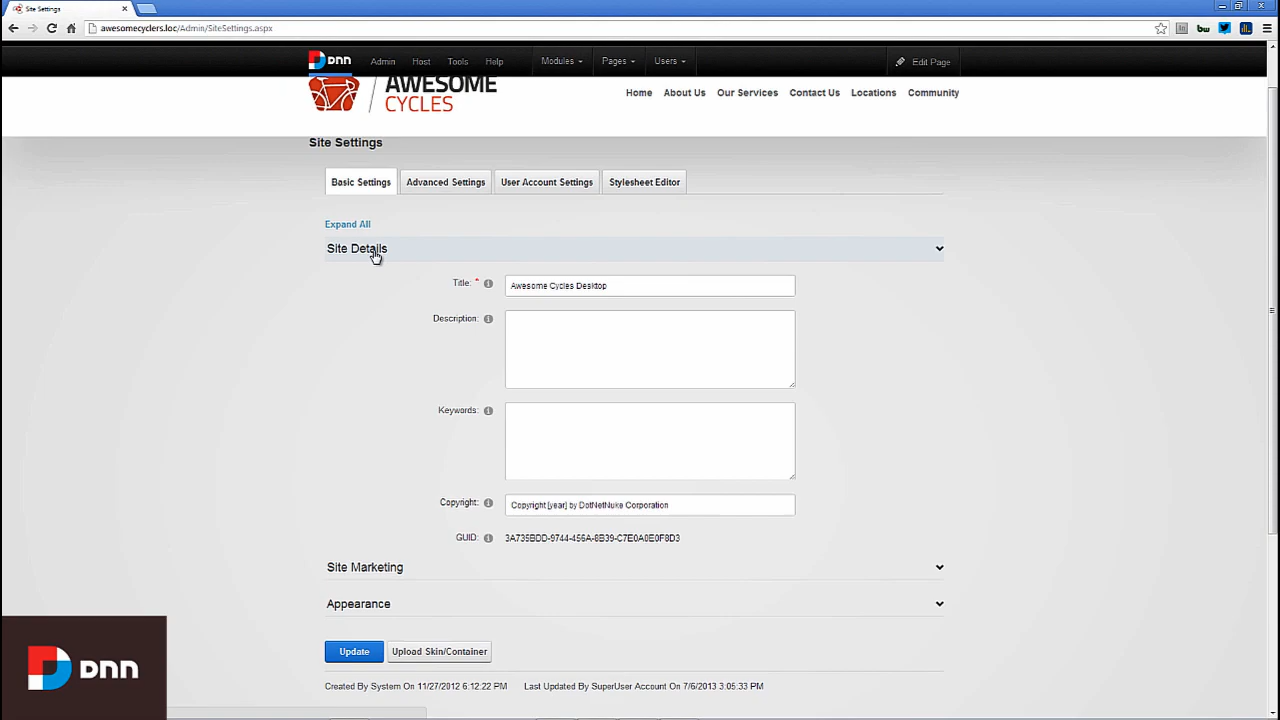 Site Settings
awesomecyclers.loc/Admin/SiteSettings.aspx
DNN Admin Host Tools Help Modules Pages Users Edit Page
AWESOME
CYCLES
Home About Us Our Services Contact Us Locations Community
Site Settings
Basic Settings Advanced Settings User Account Settings Stylesheet Editor
Expand All
Site Details
Title: * Awesome Cycles Desktop
Description:
Keywords:
Copyright: Copyright [year] by DotNetNuke Corporation
GUID: 3A735BDD-9744-456A-8B39-C7E0A0E0F8D3
Site Marketing
Appearance
Update Upload Skin/Container
Created By System On 11/27/2012 6:12:22 PM Last Updated By SuperUser Account On 7/6/2013 3:05:33 PM
DNN